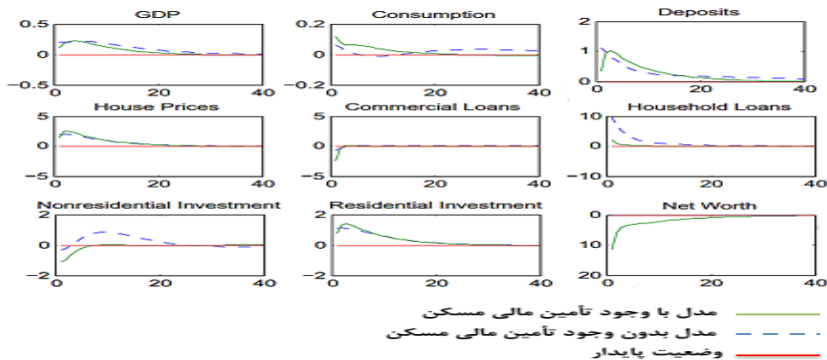 GDP
Consumption
Deposits
0.5
0
0.5
0 20 40
0.2
0
0.2
0 20 40
2
1
0
0 20 40
House Prices
Commercial Loans
Household Loans
5
0
5
0 20 40
5
0
5
0 20 40
10
0
10
0 20 40
Nonresidential Investment
Residential Investment
Net Worth
2
0
−2
0 20 40
2
0
−2
0 20 40
0
10
20
0 20 40
مدل با وجود تأمین مالی مسکن
مدل بدون وجود تأمین مالی مسکن
وضعیت پایدار